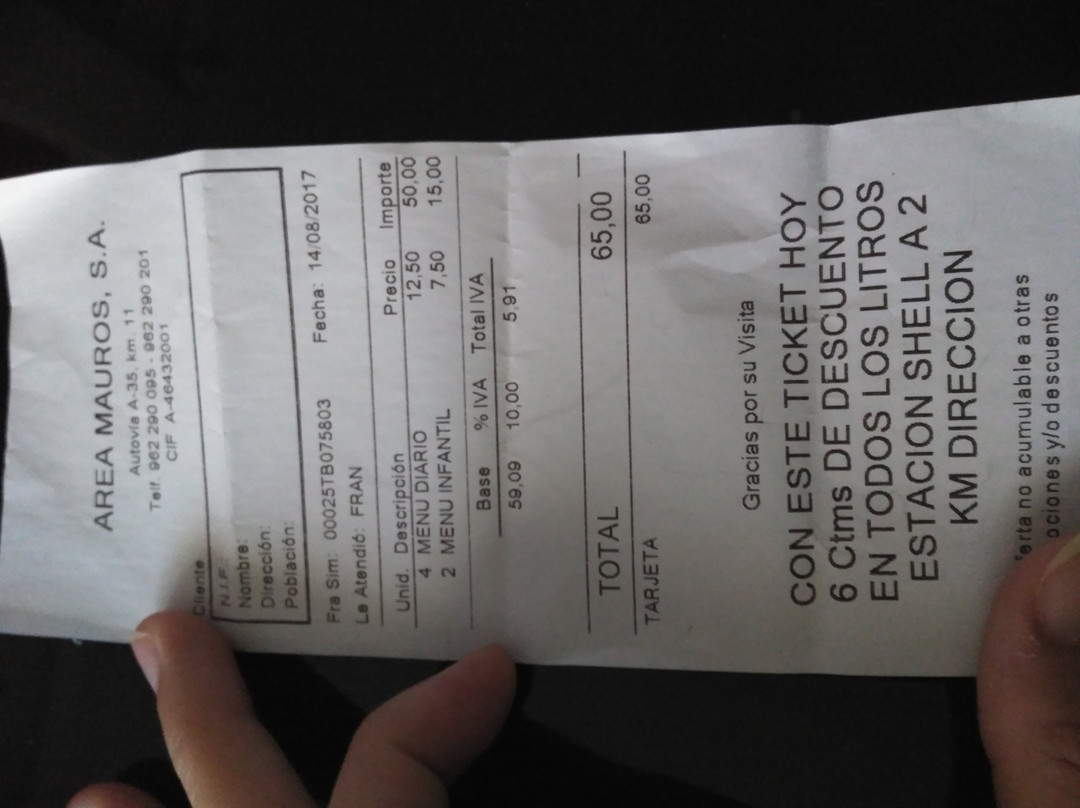 AREA MAUROS, S.A.
Autovía A-35, km. 11
Telf. 962 290 095 - 962 290 201
CIF A-46432001
Cliente
N.I.F.:
Nombre:
Dirección:
Población:
Fra Sim: 00025TB075803 Fecha: 14/08/2017
Le Atendió: FRAN
Unid. Descripción Precio Importe
4 MENU DIARIO 12,50 50,00
2 MENU INFANTIL 7,50 15,00
Base % IVA Total IVA
59,09 10,00 5,91
TOTAL 65,00
TARJETA 65,00
Gracias por su Visita
CON ESTE TICKET HOY
6 Ctms DE DESCUENTO
EN TODOS LOS LITROS
ESTACION SHELL A 2
KM DIRECCION
no acumulable a otras
y/o descuentos